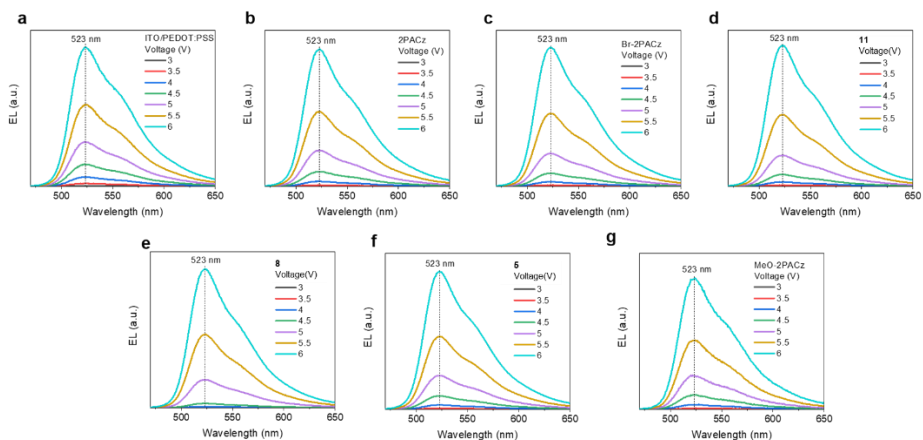 a
ITO/PEDOT:PSS
Voltage (V)
523 nm
3
3.5
4
4.5
5
5.5
6
EL (a.u.)
500 550 600 650
Wavelength (nm)
b
2PACz
Voltage (V)
523 nm
3
3.5
4
4.5
5
5.5
6
EL (a.u.)
500 550 600 650
Wavelength (nm)
c
Br-2PACz
Voltage (V)
523 nm
3
3.5
4
4.5
5
5.5
6
EL (a.u.)
500 550 600 650
Wavelength (nm)
d
11
Voltage (V)
523 nm
3
3.5
4
4.5
5
5.5
6
EL (a.u.)
500 550 600 650
Wavelength (nm)
e
8
Voltage(V)
523 nm
3
3.5
4
4.5
5
5.5
6
EL (a.u.)
500 550 600 650
Wavelength (nm)
f
5
Voltage(V)
523 nm
3
3.5
4
4.5
5
5.5
6
EL (a.u.)
500 550 600 650
Wavelength (nm)
g
MeO-2PACz
Voltage (V)
523 nm
3
3.5
4
4.5
5
5.5
6
EL (a.u.)
500 550 600 650
Wavelength (nm)